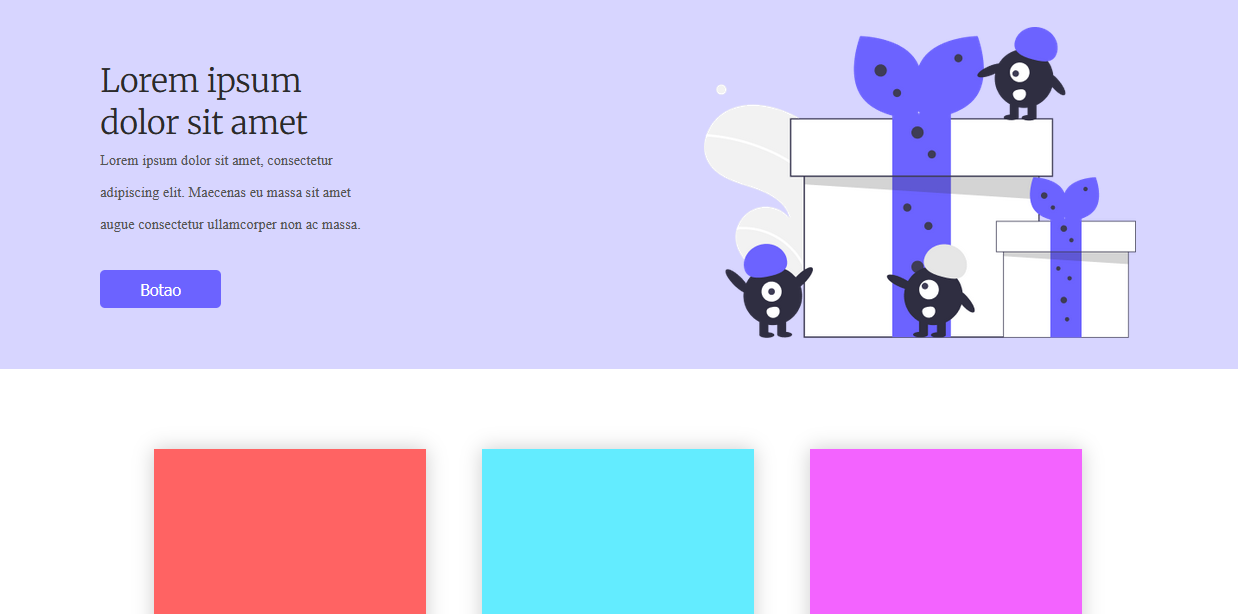 Lorem ipsum
dolor sit amet
Lorem ipsum dolor sit amet, consectetur
adipiscing elit. Maecenas eu massa sit amet
augue consectetur ullamcorper non ac massa.
Botao